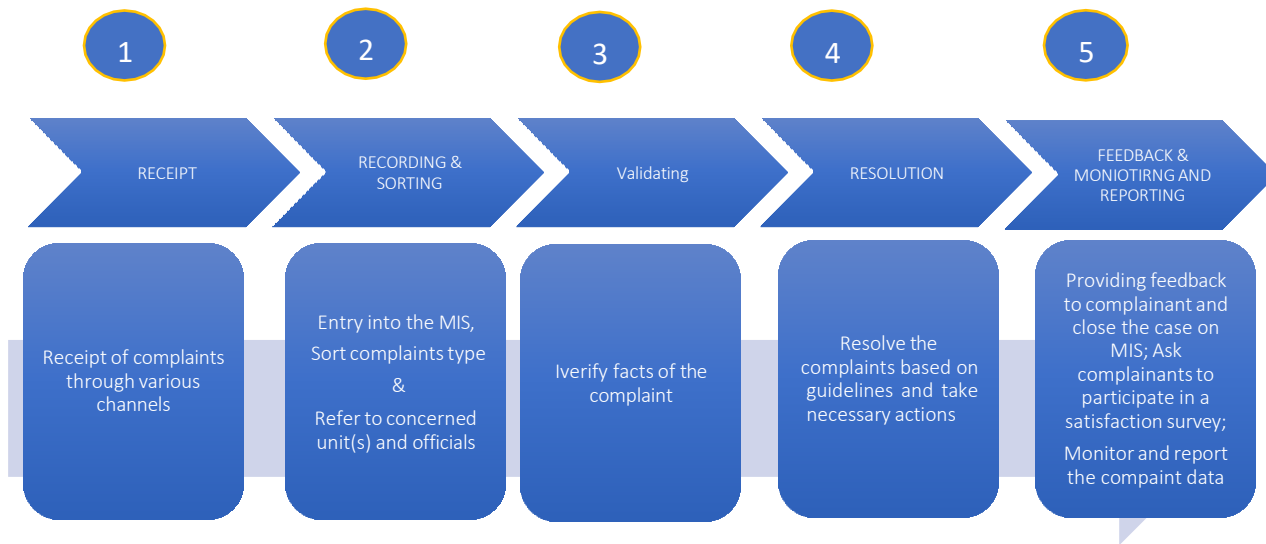 1
2
3
4
5
RECEIPT
RECORDING &
SORTING
Validating
RESOLUTION
FEEDBACK &
MONIOTIRNG AND
REPORTING
Receipt of complaints
through various
channels
Entry into the MIS,
Sort complaints type
&
Refer to concerned
unit(s) and officials
Iverify facts of the
complaint
Resolve the
complaints based on
guidelines and take
necessary actions
Providing feedback
to complainant and
close the case on
MIS; Ask
complainants to
participate in a
satisfaction survey;
Monitor and report
the compaint data